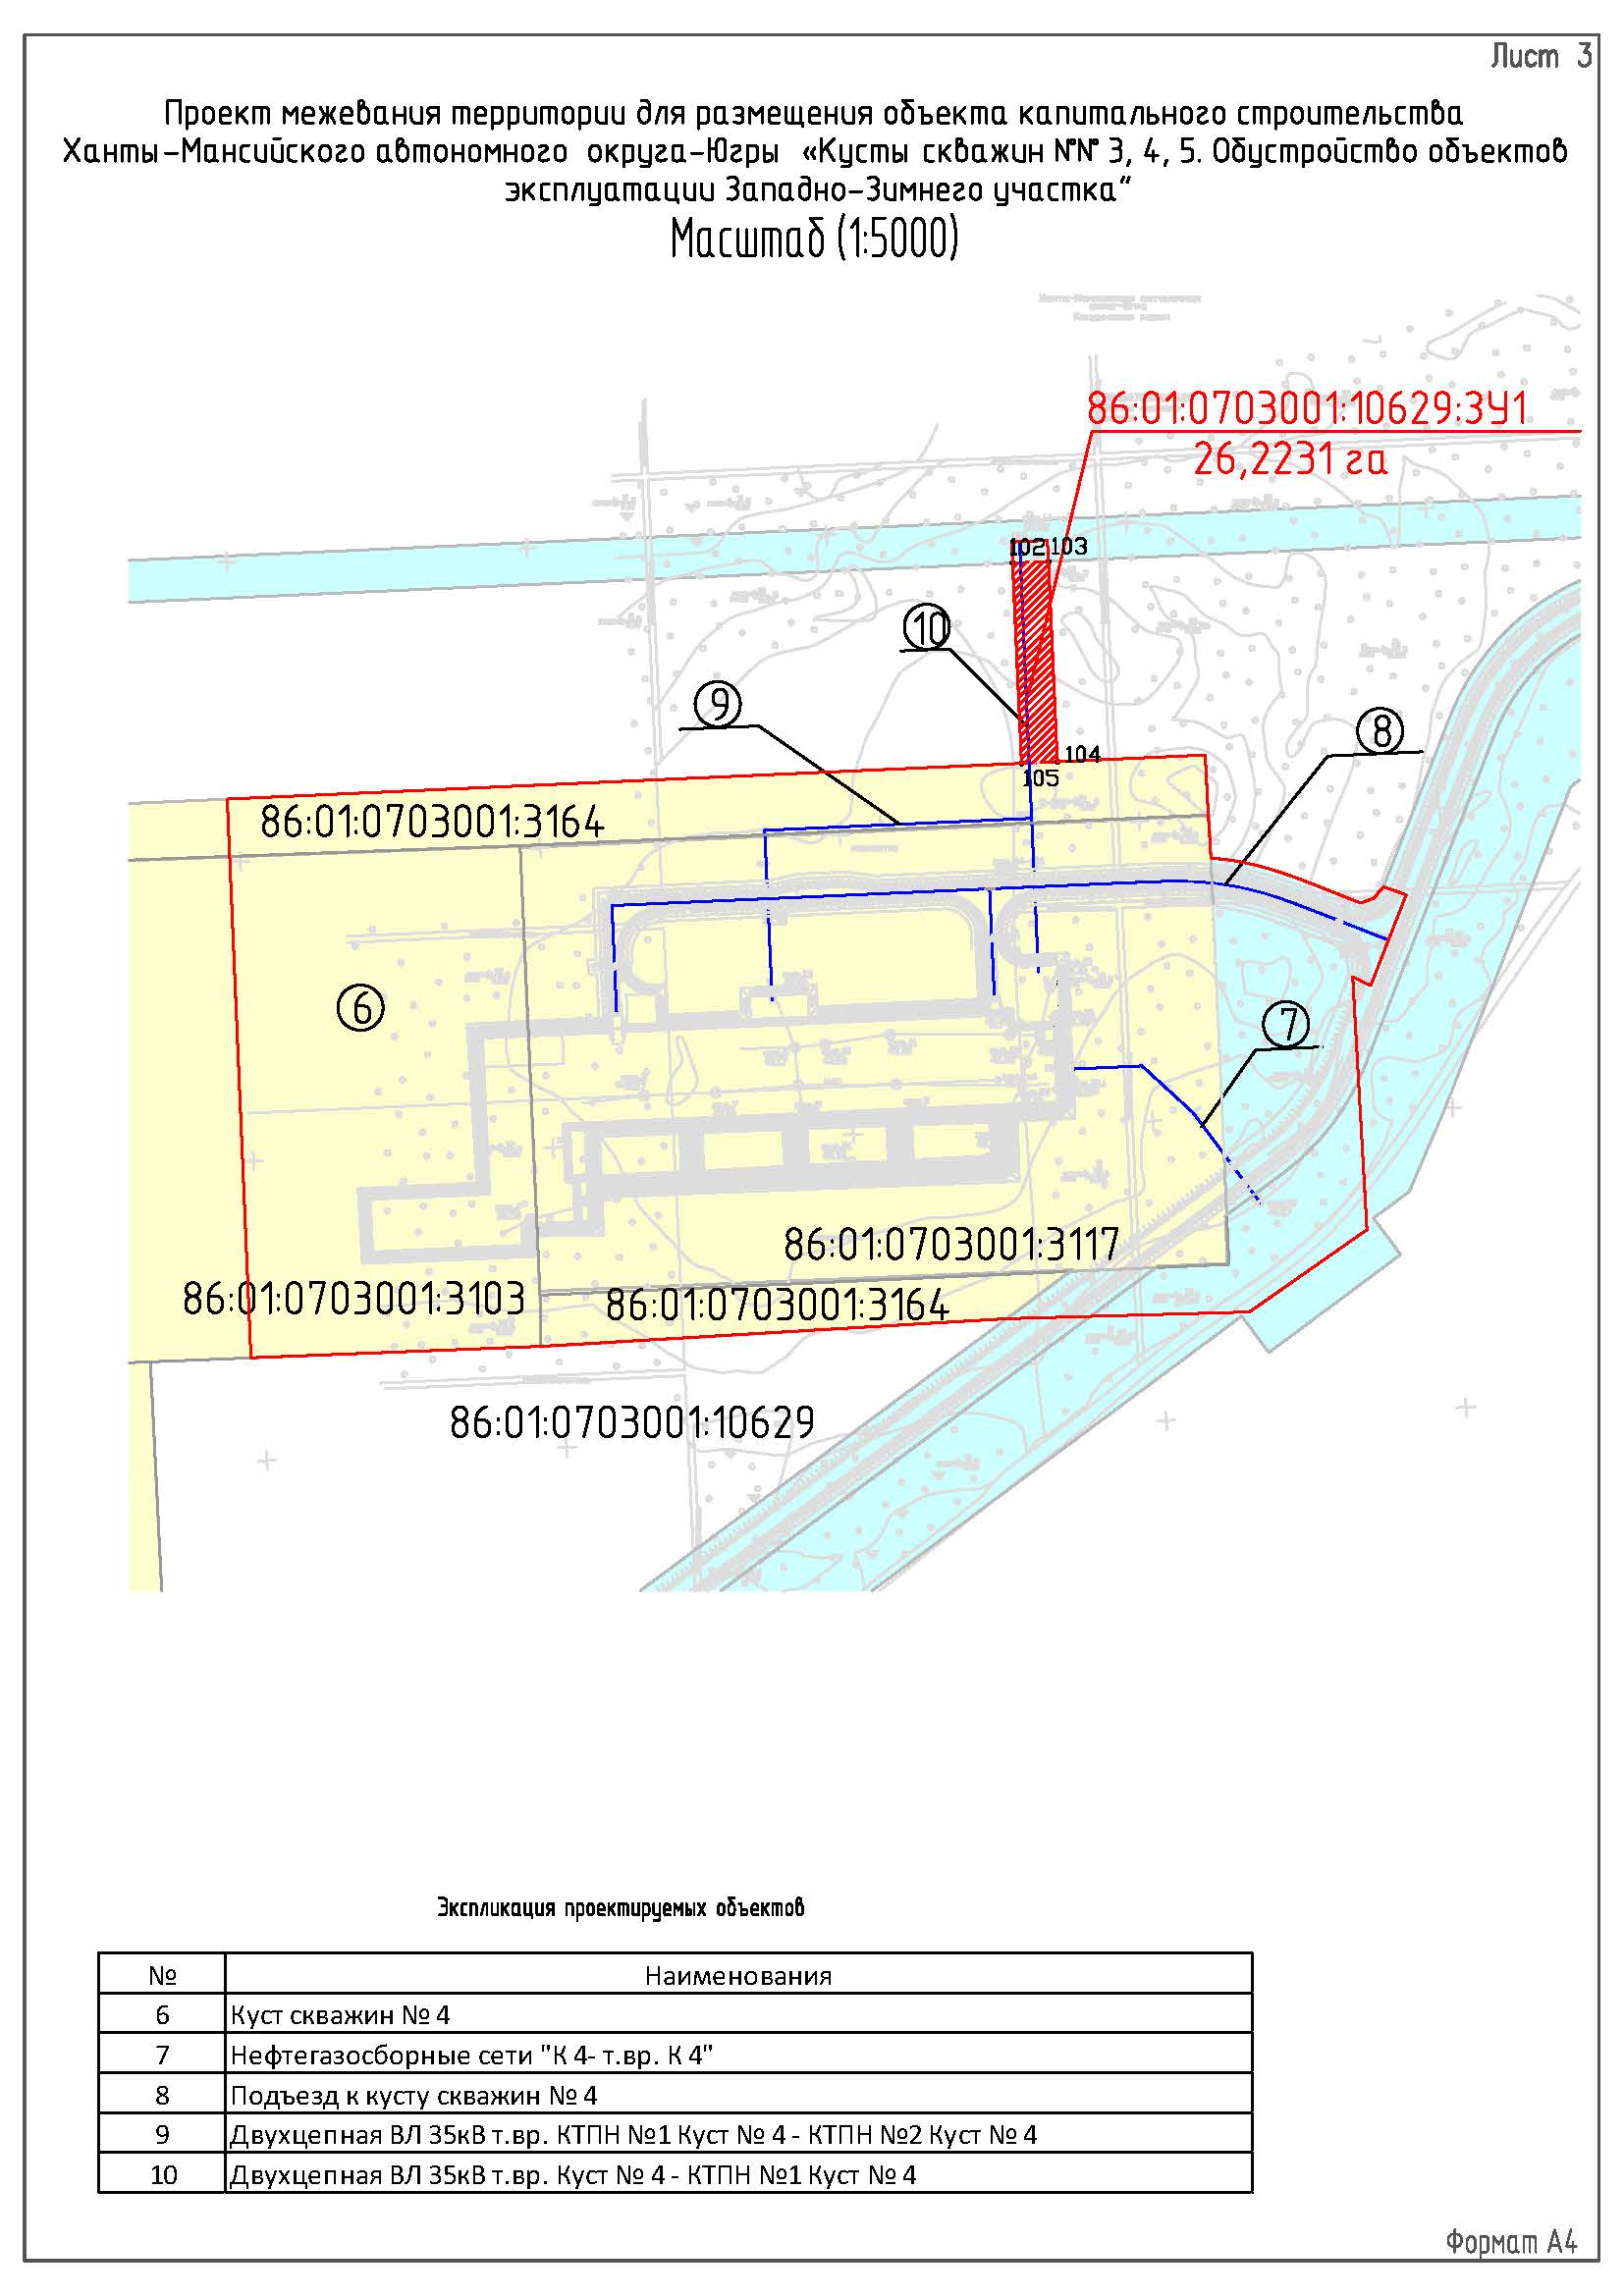 Лист 3
Проект межевания территории для размещения объекта капитального строительства
Ханты-Мансийского автономного округа-Югры «Кусты скважин №№ 3, 4, 5. Обустройство объектов
эксплуатации Западно-Зимнего участка“
Масштаб (1:5000)
86:01:0703001:10629:ЗУ1
26,2231 га
102 103
10
9
8
104
105
86:01:0703001:3164
6
7
86:01:0703001:3117
86:01:0703001:3103
86:01:0703001:3164
86:01:0703001:10629
Экспликация проектируемых объектов
№ Наименования
6 Куст скважин № 4
7 Нефтегазосборные сети "К 4- т.вр. К 4"
8 Подъезд к кусту скважин № 4
9 Двухцепная ВЛ 35кВ т.вр. КТПН №1 Куст № 4 - КТПН №2 Куст № 4
10 Двухцепная ВЛ 35кВ т.вр. Куст № 4 - КТПН №1 Куст № 4
Формат А4